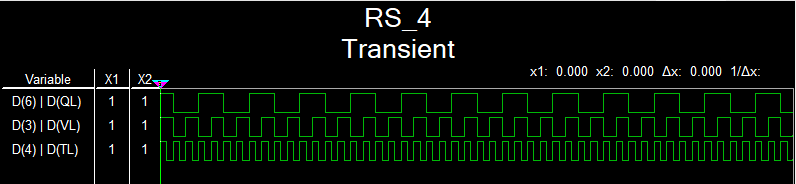 RS_4
Transient
x1: 0.000 x2: 0.000 Δx: 0.000 1/Δx:
Variable X1 X2
D(6) | D(QL) 1 1
D(3) | D(VL) 1 1
D(4) | D(TL) 1 1